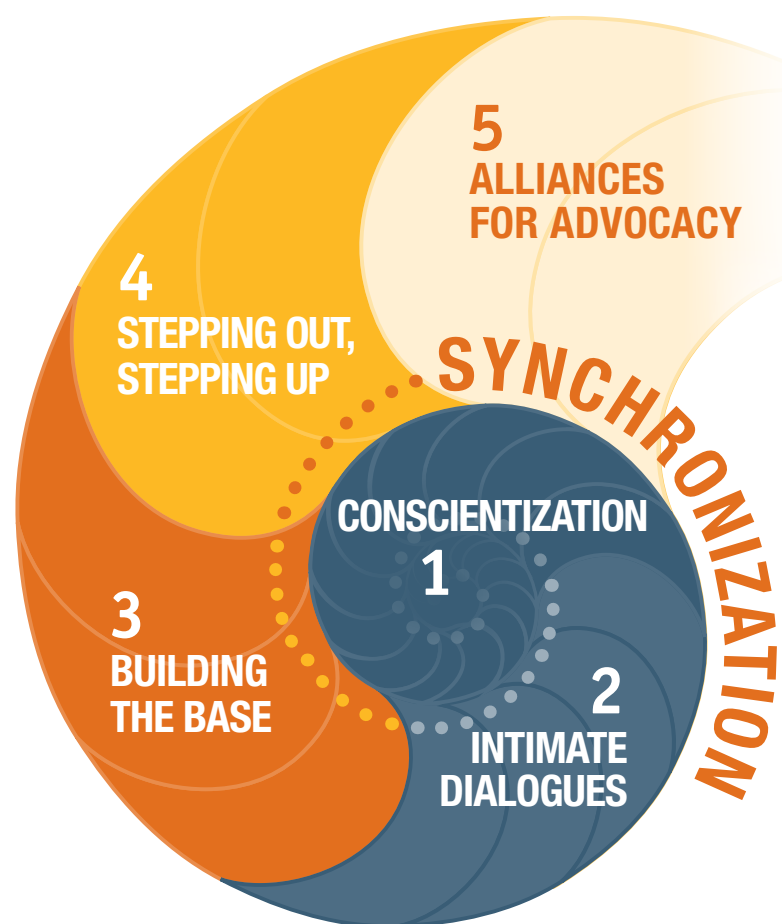 CONSCIENTIZATION
1
2
INTIMATE
DIALOGUES
3
BUILDING
THE BASE
4
STEPPING OUT,
STEPPING UP
5
ALLIANCES
FOR ADVOCACY
SYNCHRONIZATION